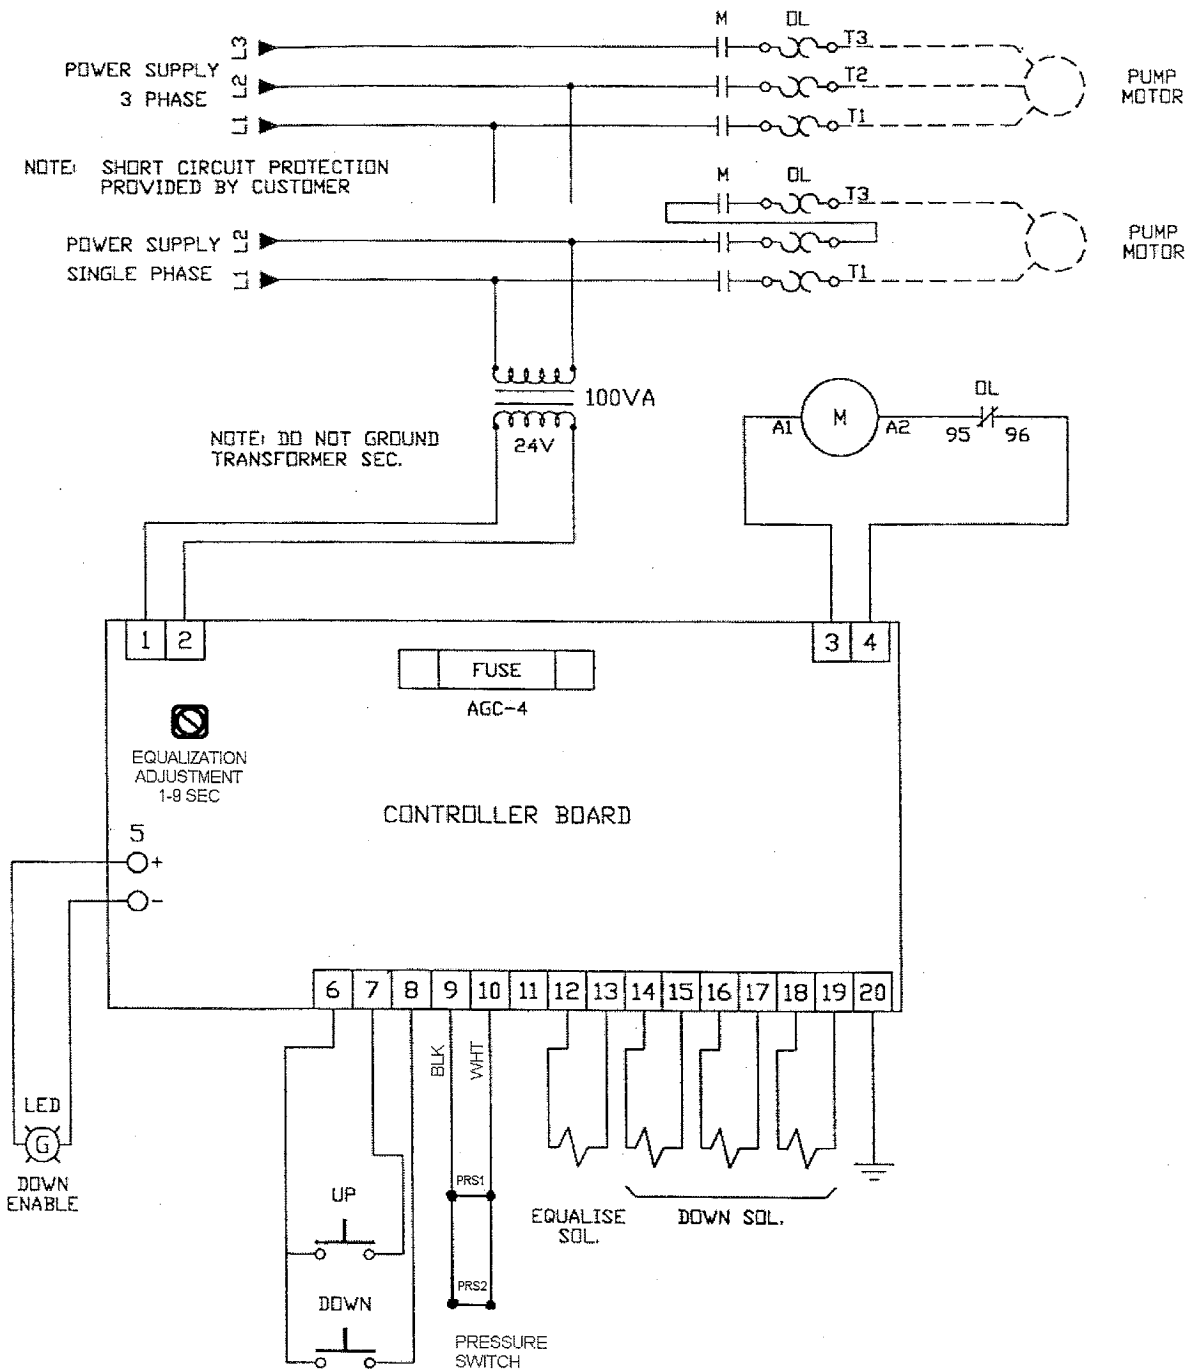 M OL
L3 T3
POWER SUPPLY
3 PHASE
L2 T2
PUMP
MOTOR
L1 T1
NOTE: SHORT CIRCUIT PROTECTION
PROVIDED BY CUSTOMER
M OL
T3
POWER SUPPLY
SINGLE PHASE
L2
L1 T1
PUMP
MOTOR
100VA
24V
NOTE: DO NOT GROUND
TRANSFORMER SEC.
OL
A1 M A2 95 96
1 2
3 4
FUSE
AGC-4
EQUALIZATION
ADJUSTMENT
1-9 SEC
CONTROLLER BOARD
5
+
-
6 7 8 9 10 11 12 13 14 15 16 17 18 19 20
BLK WHT
LED
G
DOWN
ENABLE
UP
PRS1
EQUALISE
SOL.
DOWN SOL.
PRS2
DOWN
PRESSURE
SWITCH